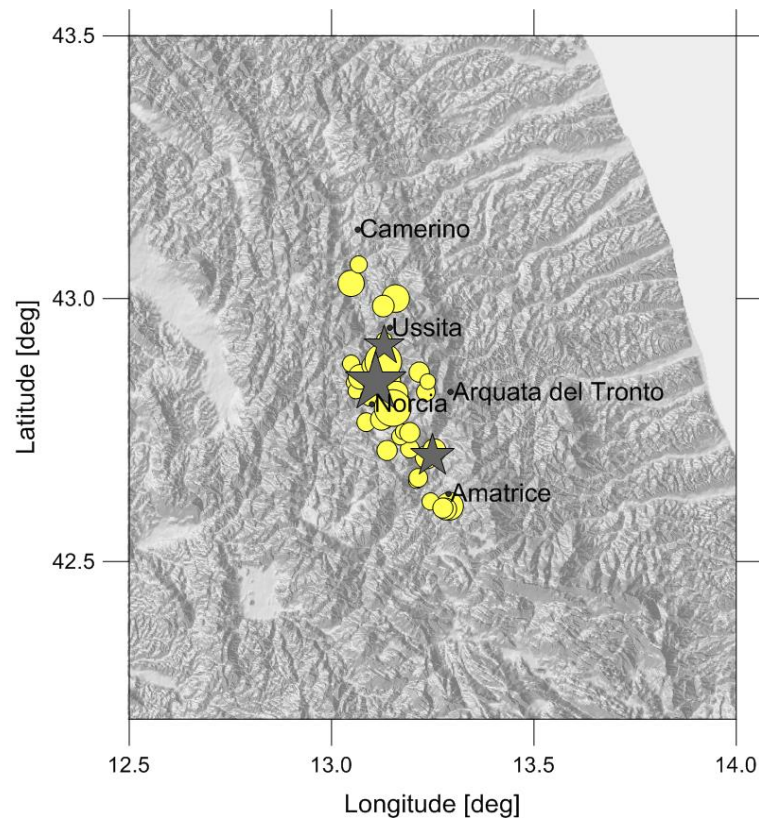 43.5
Camerino
43.0
Ussita
Arquata del Tronto
Norcia
Amatrice
42.5
Latitude [deg]
12.5 13.0 13.5 14.0
Longitude [deg]